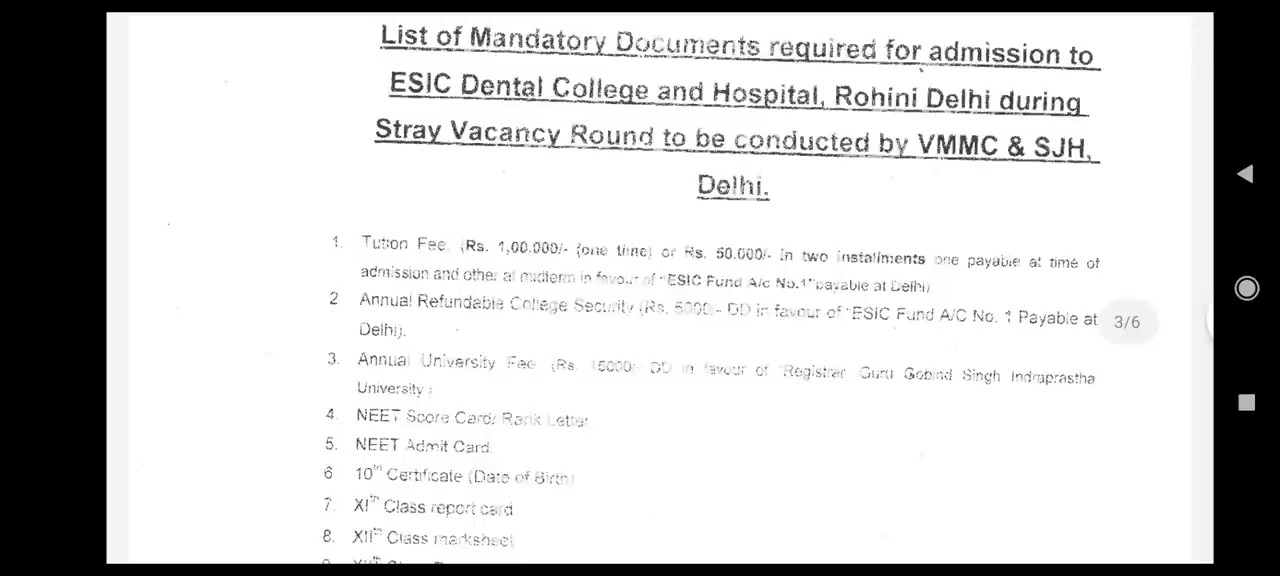 List of Mandatory Documents required for admission to
ESIC Dental College and Hospital, Rohini Delhi during
Stray Vacancy Round to be conducted by VMMC & SJH,
Delhi.
1. Tution Fee. (Rs. 1,00.000/- (one time) or Rs. 50.000/- in two installments one payable at time of
admission and other at midterm in favour of "ESIC Fund A/c No.1"payable at Delhi)
2 Annual Refundable College Security (Rs. 5000/- DD in favour of "ESIC Fund A/C No. 1 Payable at
Delhi).
3. Annual University Fee (Rs. 15000/- DD in favour of "Registrar Guru Gobind Singh Indraprastha
University)
4. NEET Score Card/ Rank Letter
5. NEET Admit Card.
6 10th Certificate (Date of Birth)
7. XIth Class report card
8. XIIth Class marksheet
3/6